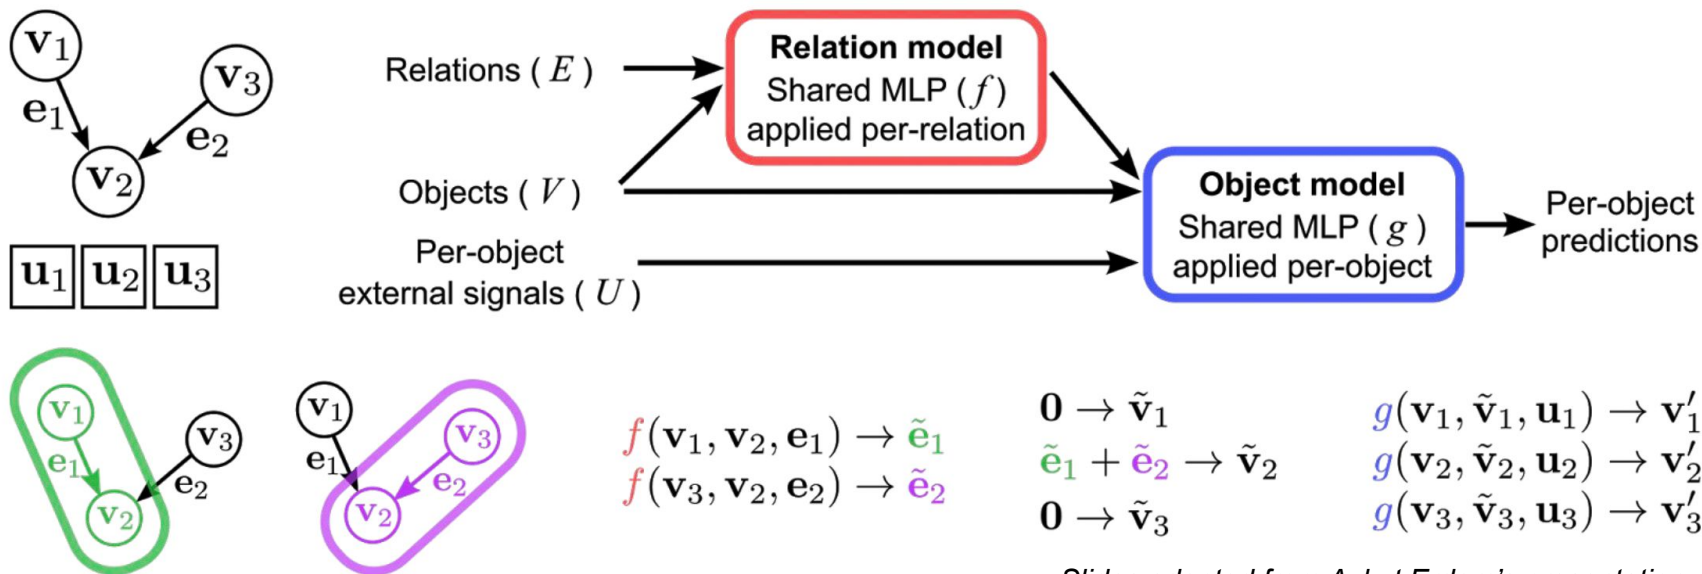 v₁
v₃
e₁
e₂
v₂
u₁ u₂ u₃
Relations ( E )
Objects ( V )
Per-object
external signals ( U )
Relation model
Shared MLP ( f )
applied per-relation
Object model
Shared MLP ( g )
applied per-object
Per-object
predictions
v₁
v₃
e₁
e₂
v₂
v₁
v₃
e₁
e₂
v₂
f(v₁, v₂, e₁) → ẽ₁
f(v₃, v₂, e₂) → ẽ₂
0 → ṽ₁
ẽ₁ + ẽ₂ → ṽ₂
0 → ṽ₃
g(v₁, ṽ₁, u₁) → v′₁
g(v₂, ṽ₂, u₂) → v′₂
g(v₃, ṽ₃, u₃) → v′₃